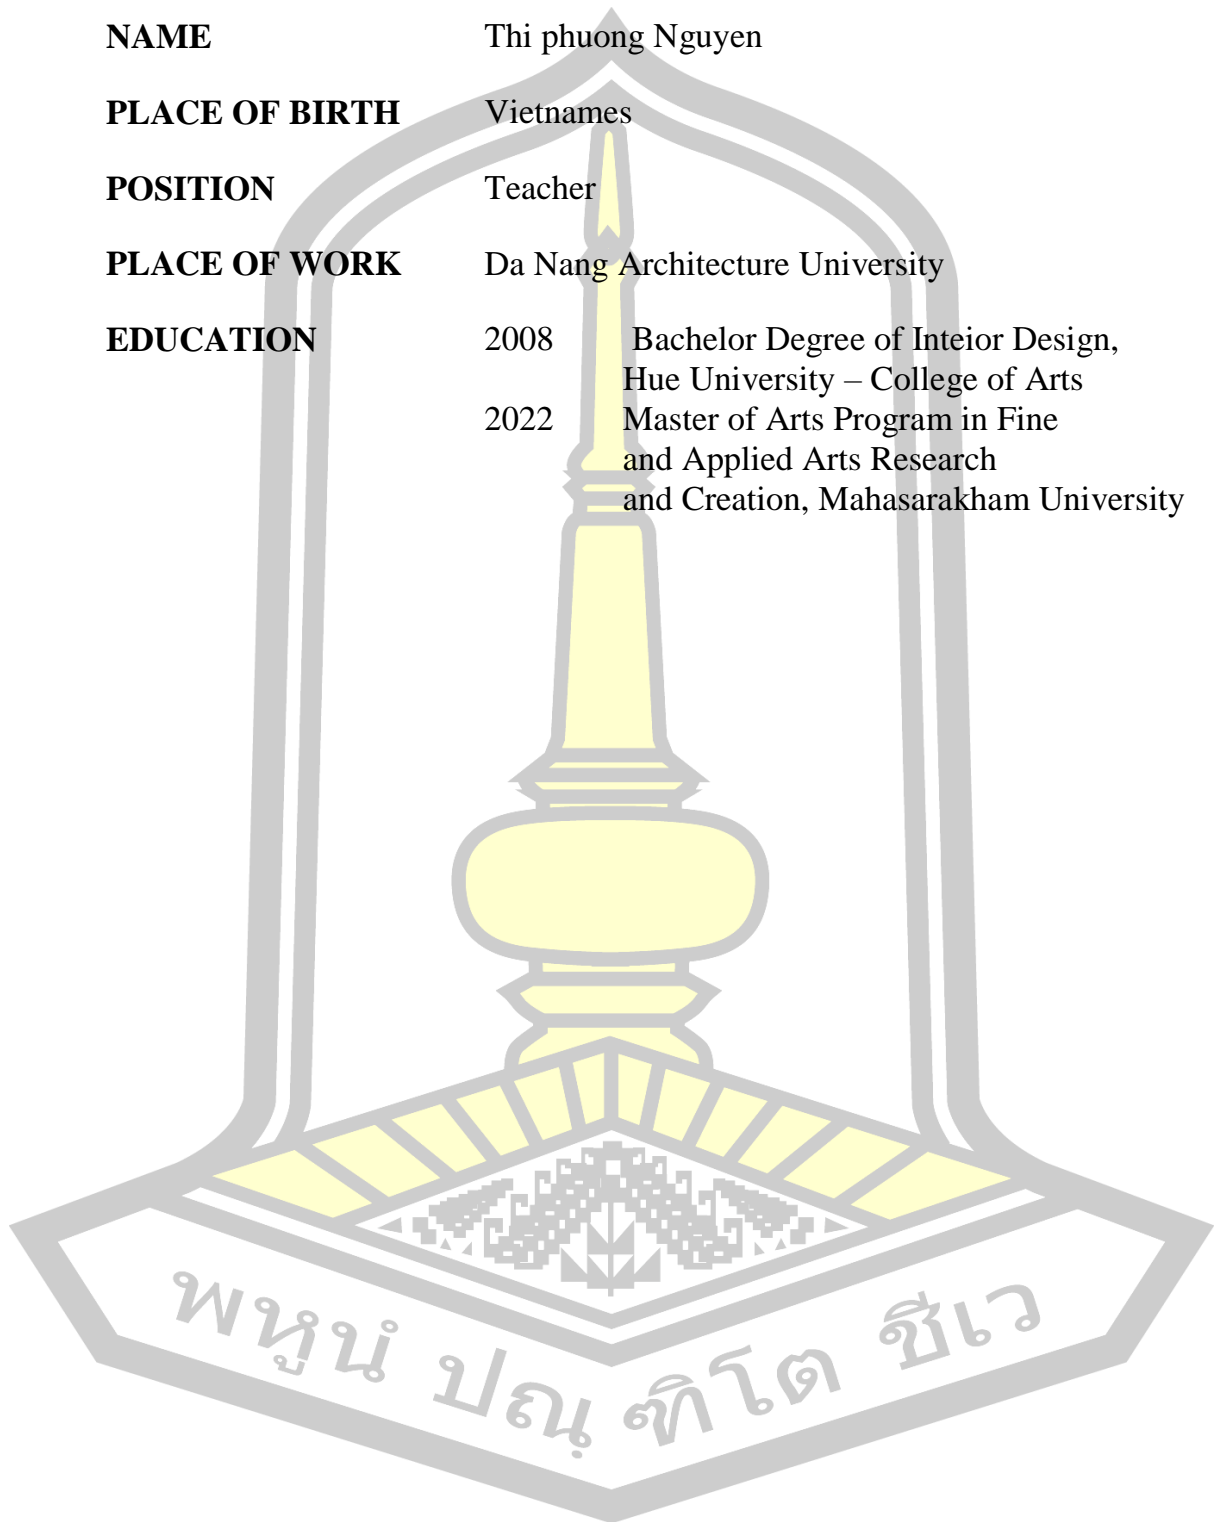 NAME Thi phuong Nguyen
PLACE OF BIRTH Vietnames
POSITION Teacher
PLACE OF WORK Da Nang Architecture University
EDUCATION 2008 Bachelor Degree of Inteior Design,
Hue University – College of Arts
2022 Master of Arts Program in Fine
and Applied Arts Research
and Creation, Mahasarakham University
พหูนํ ปณฺ ฑิโต ชีเว